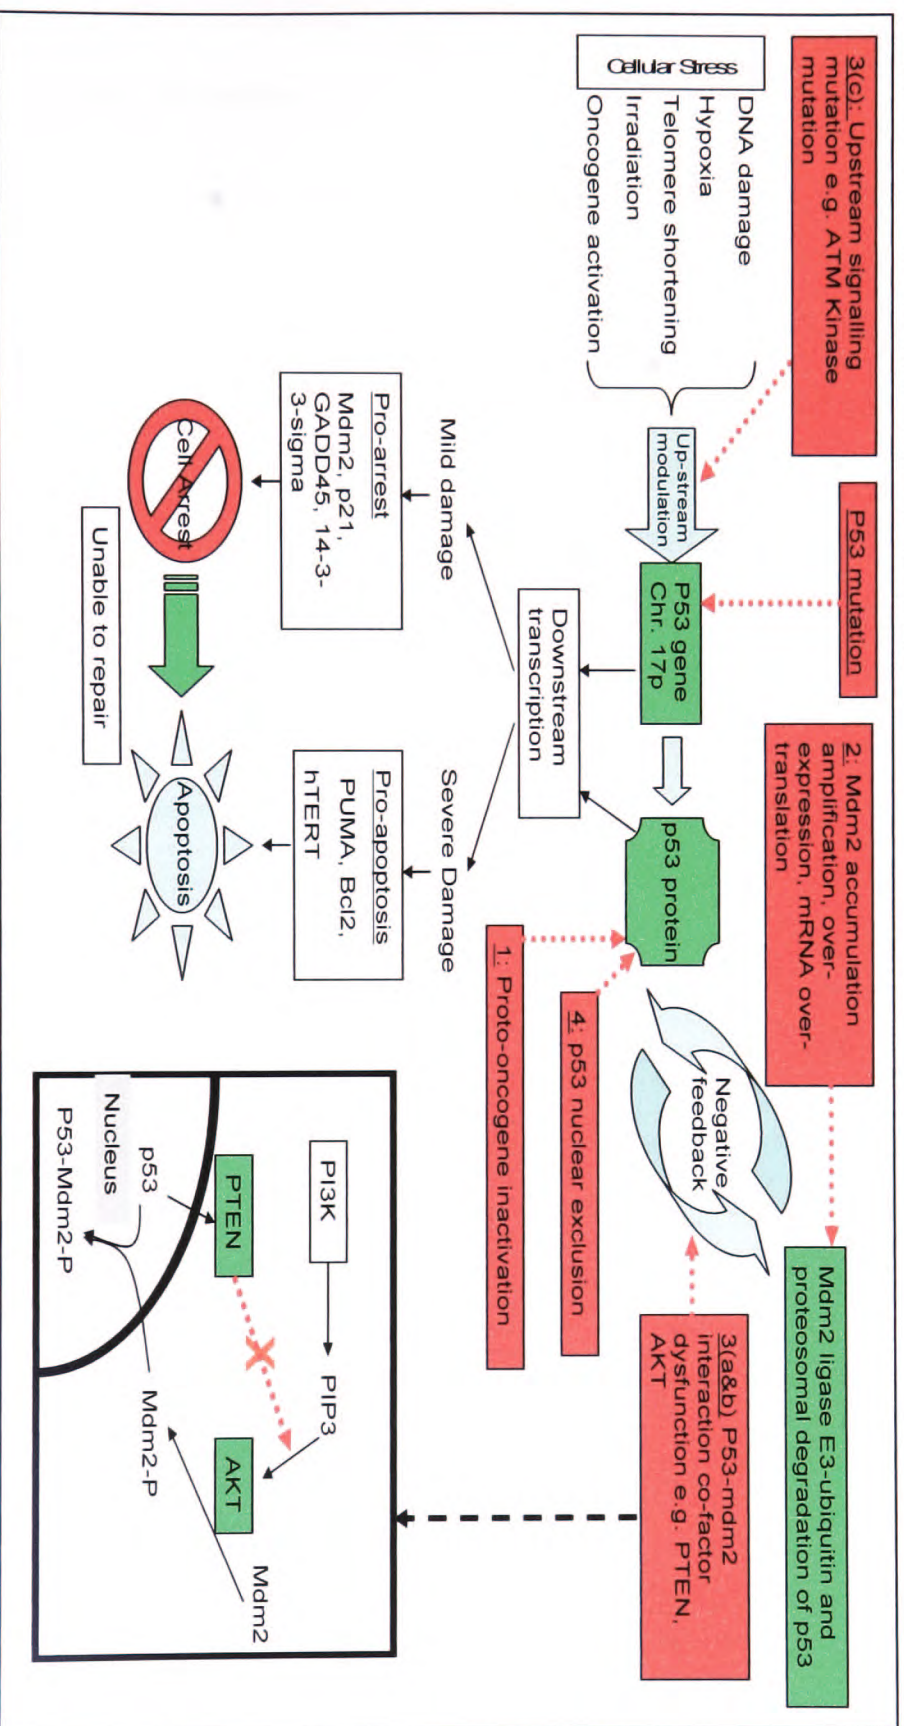 3(c): Upstream signalling
mutation e.g. ATM Kinase
mutation
P53 mutation
2: Mdm2 accumulation
amplification, over-
expression, mRNA over-
translation
Mdm2 ligase E3-ubiquitin and
proteosomal degradation of p53
Cellular Stress
DNA damage
Hypoxia
Telomere shortening
Irradiation
Oncogene activation
Up-stream
modulation
P53 gene
Chr. 17p
p53 protein
Negative
feedback
3(a&b) P53-mdm2
interaction co-factor
dysfunction e.g. PTEN,
AKT
Downstream
transcription
4: p53 nuclear exclusion
1: Proto-oncogene inactivation
Mild damage
Severe Damage
Pro-arrest
Mdm2, p21,
GADD45, 14-3-
3-sigma
Pro-apoptosis
PUMA, Bcl2,
hTERT
Cell Arrest
Apoptosis
Unable to repair
PI3K
PIP3
PTEN
AKT
Mdm2
p53
Mdm2-P
Nucleus
P53-Mdm2-P